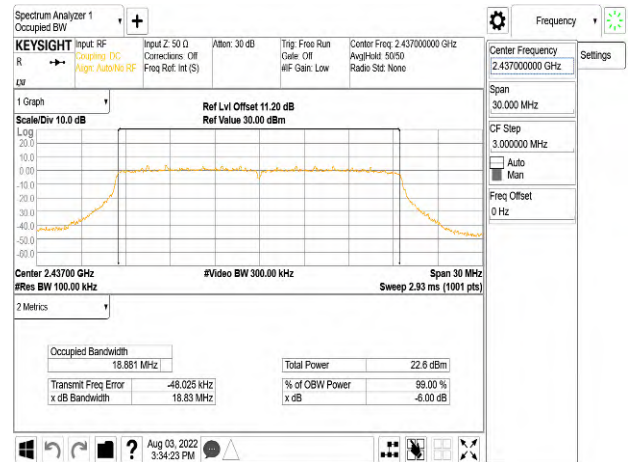 Spectrum Analyzer 1
Occupied BW
Frequency
KEYSIGHT
R
Input: RF
Coupling: DC
Align: Auto/No RF
Input Z: 50 Ω
Corrections: Off
Freq Ref: Int (S)
Atten: 30 dB
Trig: Free Run
Gate: Off
#IF Gain: Low
Center Freq: 2.437000000 GHz
Avg|Hold: 50/50
Radio Std: None
Center Frequency
2.437000000 GHz
Settings
Span
30.000 MHz
CF Step
3.000000 MHz
Auto
Man
Freq Offset
0 Hz
1 Graph
Scale/Div 10.0 dB
Ref Lvl Offset 11.20 dB
Ref Value 30.00 dBm
Log
20.0
10.0
0.00
-10.0
-20.0
-30.0
-40.0
-50.0
-60.0
Center 2.43700 GHz
#Res BW 100.00 kHz
#Video BW 300.00 kHz
Span 30 MHz
Sweep 2.93 ms (1001 pts)
2 Metrics
Occupied Bandwidth
18.881 MHz
Total Power 22.6 dBm
Transmit Freq Error -48.025 kHz
% of OBW Power 99.00 %
x dB Bandwidth 18.83 MHz
x dB -6.00 dB
Aug 03, 2022
3:34:23 PM